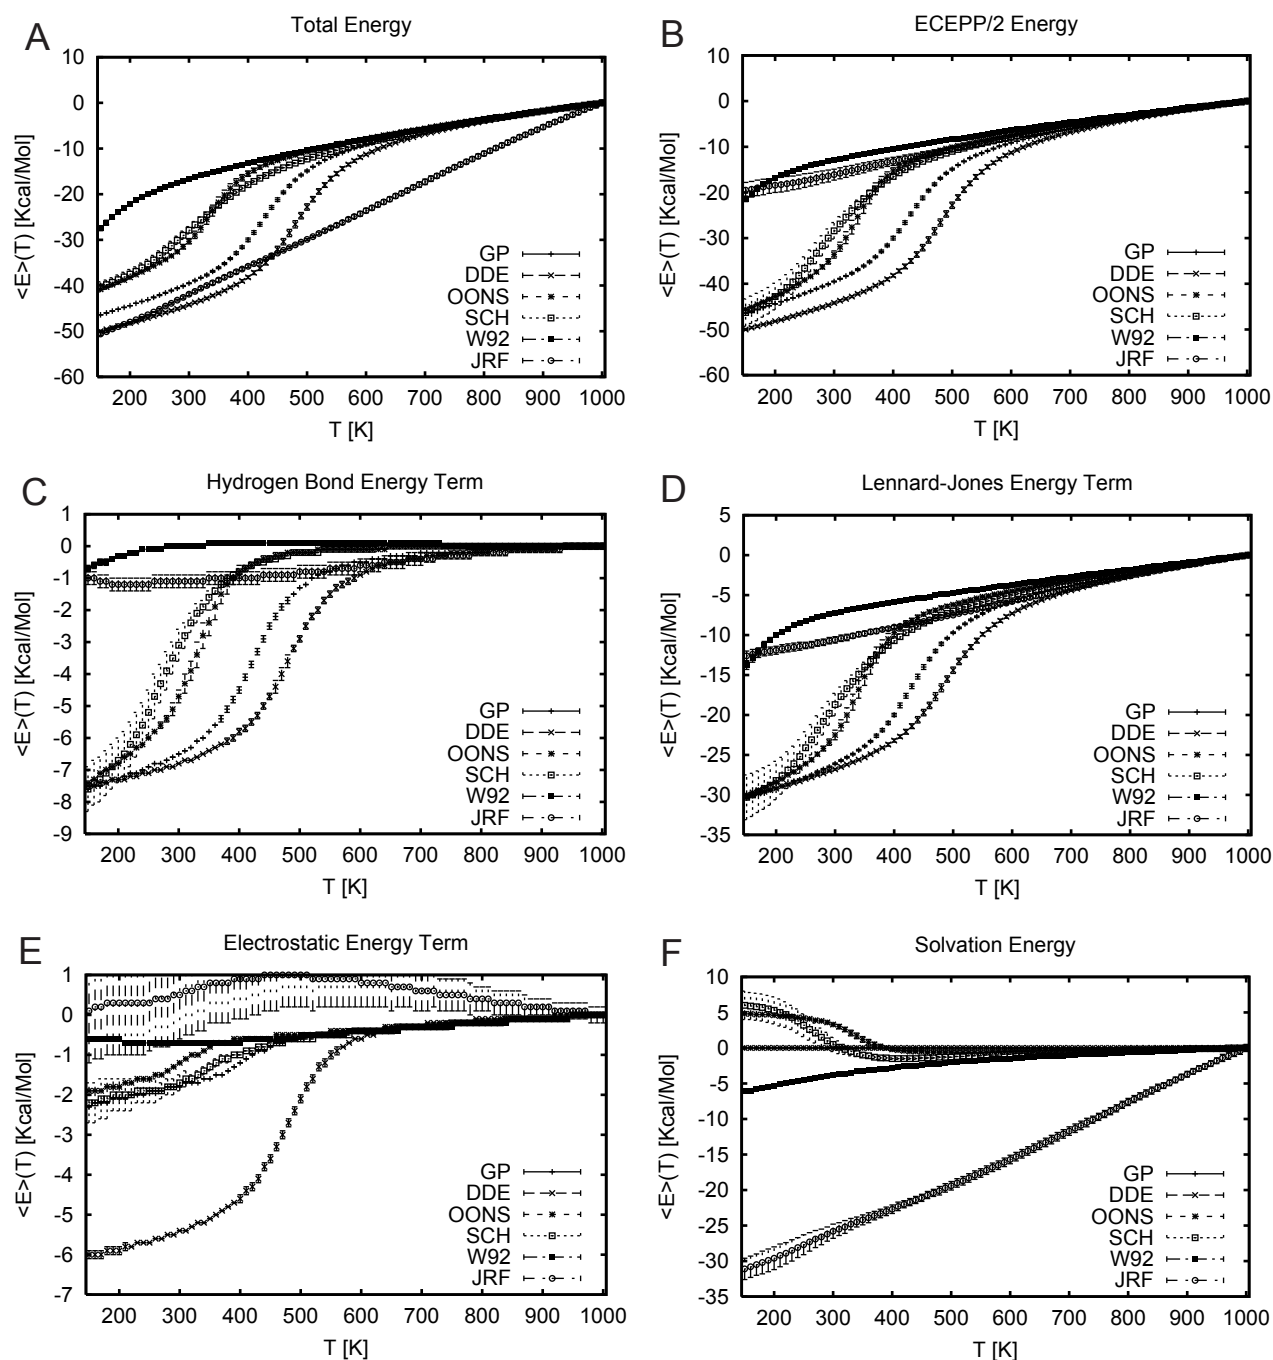 A
Total Energy
10
0
-10
-20
-30
-40
-50
-60
<E>(T) [Kcal/Mol]
GP
DDE
OONS
SCH
W92
JRF
200 300 400 500 600 700 800 900 1000
T [K]
B
ECEPP/2 Energy
10
0
-10
-20
-30
-40
-50
-60
<E>(T) [Kcal/Mol]
GP
DDE
OONS
SCH
W92
JRF
200 300 400 500 600 700 800 900 1000
T [K]
C
Hydrogen Bond Energy Term
1
0
-1
-2
-3
-4
-5
-6
-7
-8
-9
<E>(T) [Kcal/Mol]
GP
DDE
OONS
SCH
W92
JRF
200 300 400 500 600 700 800 900 1000
T [K]
D
Lennard-Jones Energy Term
5
0
-5
-10
-15
-20
-25
-30
-35
<E>(T) [Kcal/Mol]
GP
DDE
OONS
SCH
W92
JRF
200 300 400 500 600 700 800 900 1000
T [K]
E
Electrostatic Energy Term
1
0
-1
-2
-3
-4
-5
-6
-7
<E>(T) [Kcal/Mol]
GP
DDE
OONS
SCH
W92
JRF
200 300 400 500 600 700 800 900 1000
T [K]
F
Solvation Energy
10
5
0
-5
-10
-15
-20
-25
-30
-35
<E>(T) [Kcal/Mol]
GP
DDE
OONS
SCH
W92
JRF
200 300 400 500 600 700 800 900 1000
T [K]